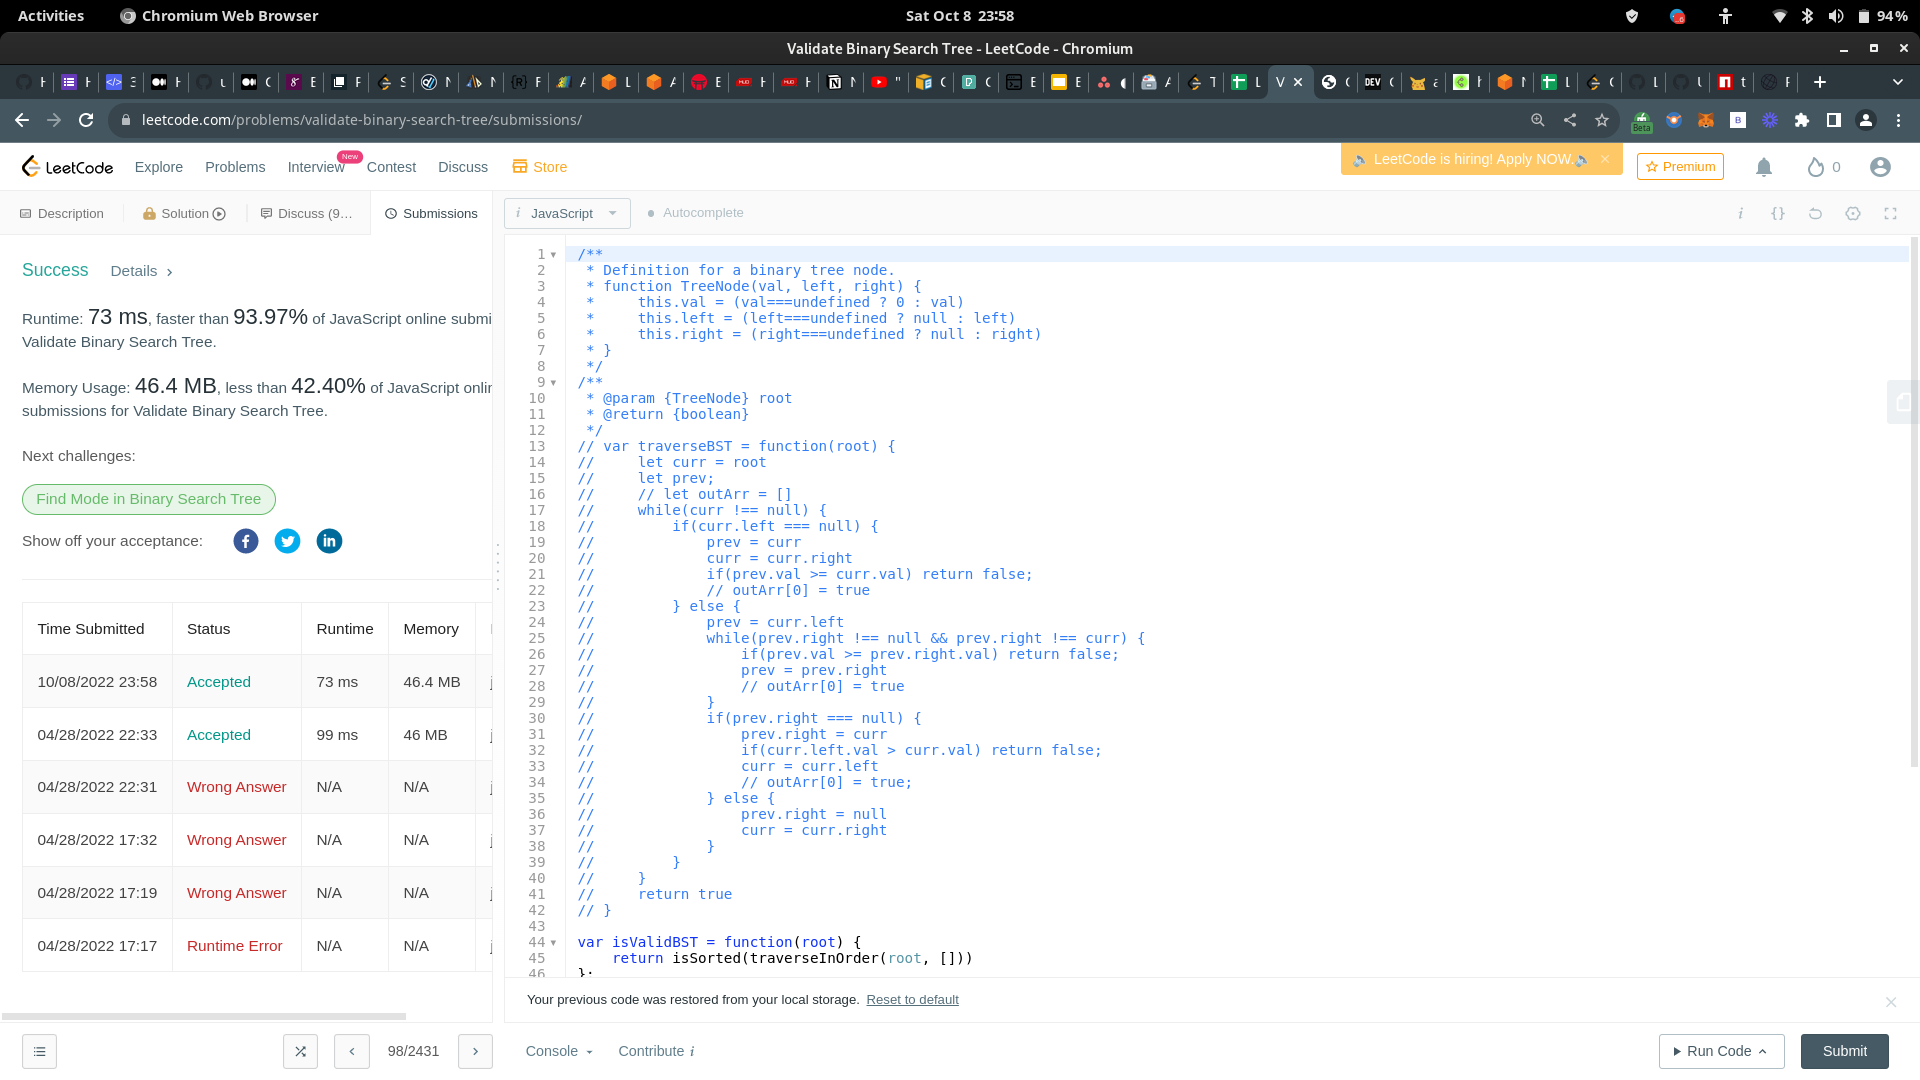 Activities
Chromium Web Browser
Sat Oct 8 23:58
94%
Validate Binary Search Tree - LeetCode - Chromium
leetcode.com/problems/validate-binary-search-tree/submissions/
Beta
LeetCode
Explore
Problems
Interview
New
Contest
Discuss
Store
LeetCode is hiring! Apply NOW.
Premium
0
Description
Solution
Discuss (9...
Submissions
i JavaScript
Autocomplete
Success
Details
Runtime: 73 ms, faster than 93.97% of JavaScript online submi
Validate Binary Search Tree.
Memory Usage: 46.4 MB, less than 42.40% of JavaScript onlin
submissions for Validate Binary Search Tree.
Next challenges:
Find Mode in Binary Search Tree
Show off your acceptance:
Time Submitted Status Runtime Memory
10/08/2022 23:58 Accepted 73 ms 46.4 MB
04/28/2022 22:33 Accepted 99 ms 46 MB
04/28/2022 22:31 Wrong Answer N/A N/A
04/28/2022 17:32 Wrong Answer N/A N/A
04/28/2022 17:19 Wrong Answer N/A N/A
04/28/2022 17:17 Runtime Error N/A N/A
1 /**
2  * Definition for a binary tree node.
3  * function TreeNode(val, left, right) {
4  *     this.val = (val===undefined ? 0 : val)
5  *     this.left = (left===undefined ? null : left)
6  *     this.right = (right===undefined ? null : right)
7  * }
8  */
9 /**
10  * @param {TreeNode} root
11  * @return {boolean}
12  */
13 // var traverseBST = function(root) {
14 //     let curr = root
15 //     let prev;
16 //     // let outArr = []
17 //     while(curr !== null) {
18 //         if(curr.left === null) {
19 //             prev = curr
20 //             curr = curr.right
21 //             if(prev.val >= curr.val) return false;
22 //             // outArr[0] = true
23 //         } else {
24 //             prev = curr.left
25 //             while(prev.right !== null && prev.right !== curr) {
26 //                 if(prev.val >= prev.right.val) return false;
27 //                 prev = prev.right
28 //                 // outArr[0] = true
29 //             }
30 //             if(prev.right === null) {
31 //                 prev.right = curr
32 //                 if(curr.left.val > curr.val) return false;
33 //                 curr = curr.left
34 //                 // outArr[0] = true;
35 //             } else {
36 //                 prev.right = null
37 //                 curr = curr.right
38 //             }
39 //         }
40 //     }
41 //     return true
42 // }
43
44 var isValidBST = function(root) {
45     return isSorted(traverseInOrder(root, []))
46 };
Your previous code was restored from your local storage. Reset to default
98/2431
Console
Contribute i
Run Code
Submit